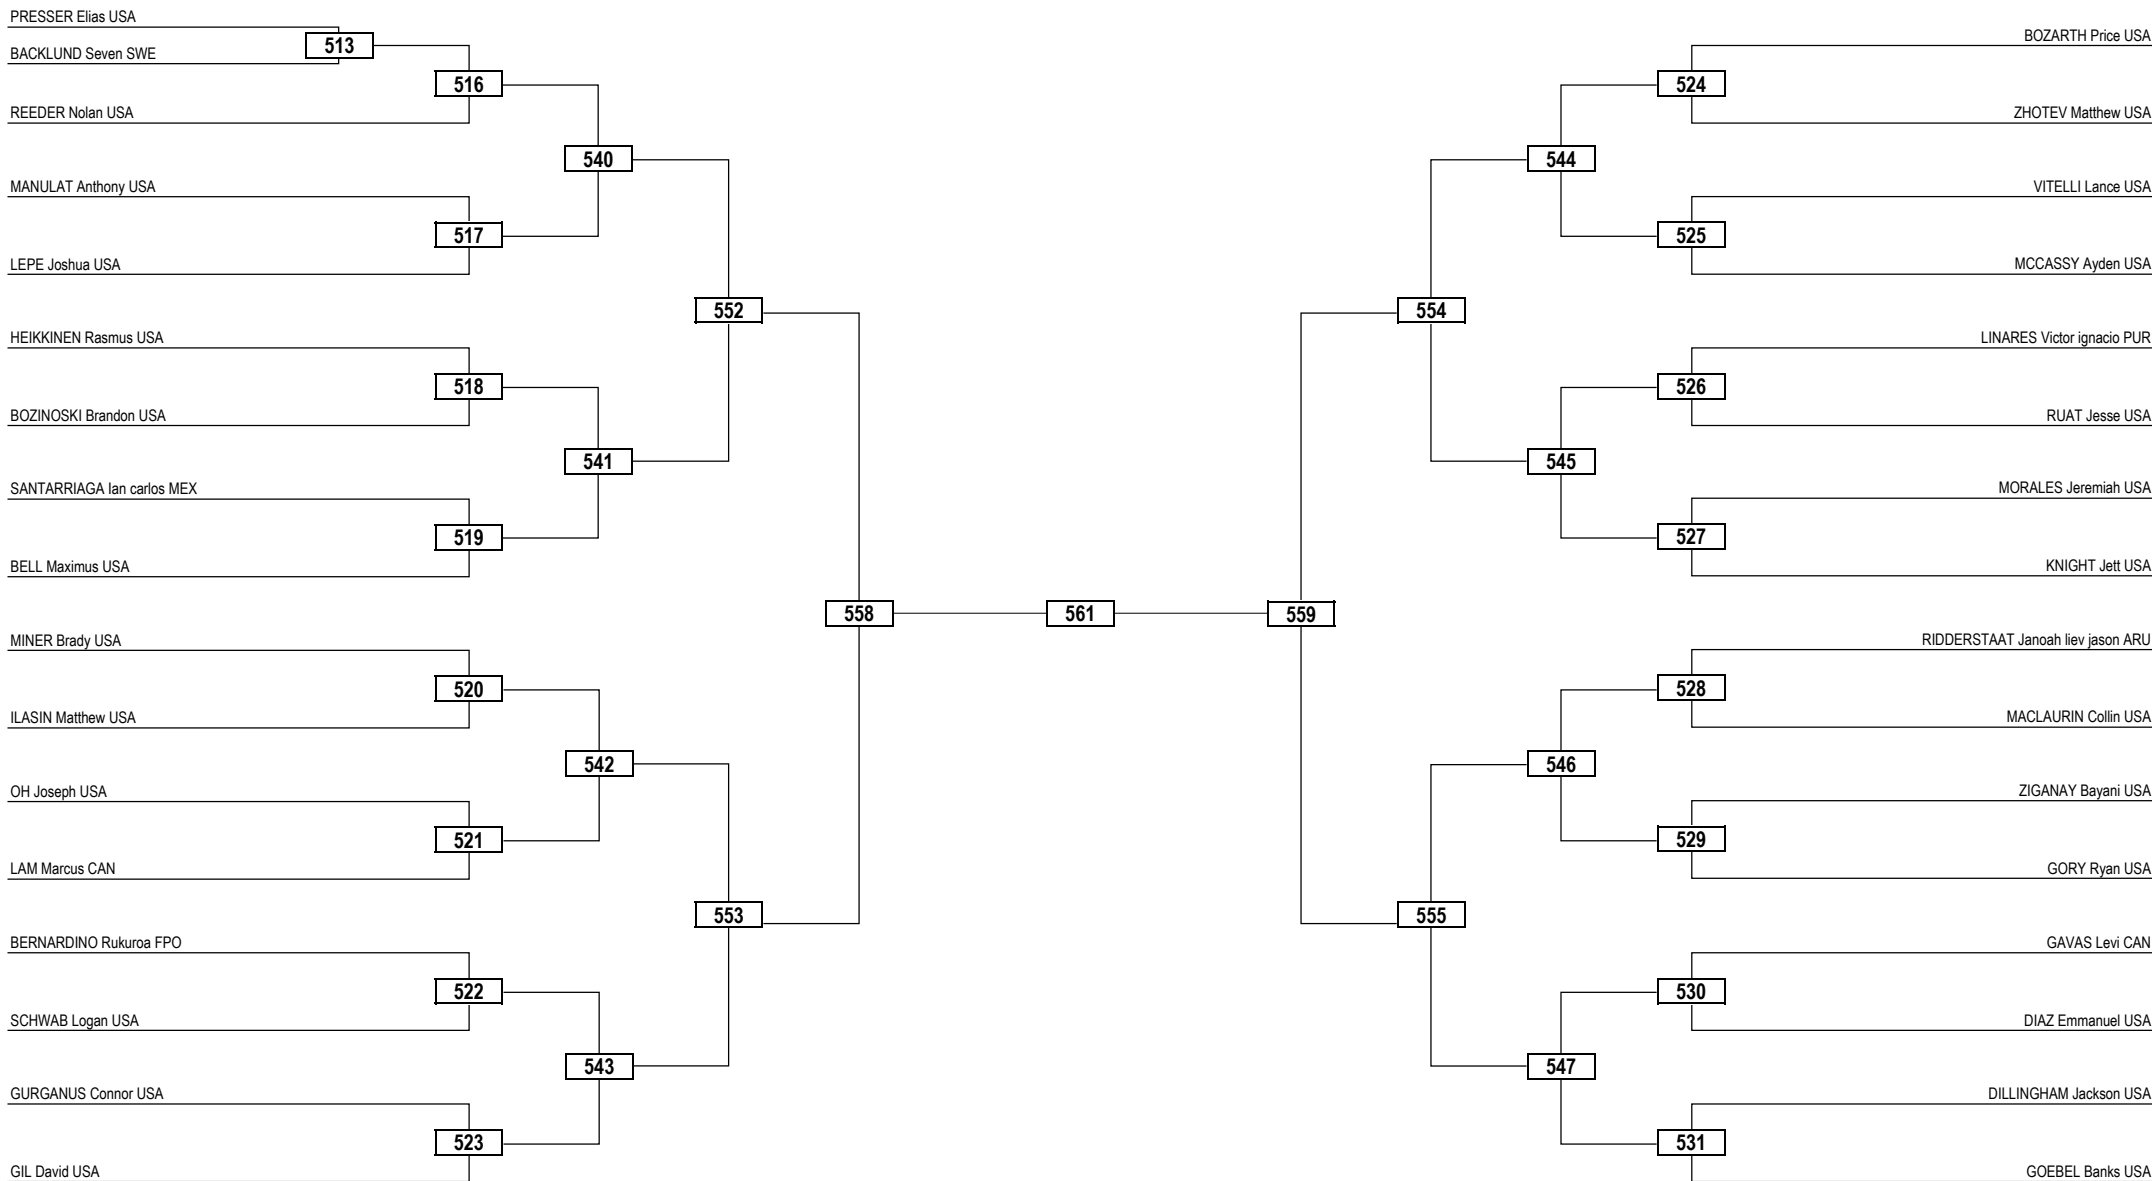 PRESSER Elias USA
513
BACKLUND Seven SWE
BOZARTH Price USA
516
524
REEDER Nolan USA
ZHOTEV Matthew USA
540
544
MANULAT Anthony USA
VITELLI Lance USA
517
525
LEPE Joshua USA
MCCASSY Ayden USA
552
554
HEIKKINEN Rasmus USA
LINARES Victor ignacio PUR
518
526
BOZINOSKI Brandon USA
RUAT Jesse USA
541
545
SANTARRIAGA Ian carlos MEX
MORALES Jeremiah USA
519
527
BELL Maximus USA
KNIGHT Jett USA
558
561
559
MINER Brady USA
RIDDERSTAAT Janoah liev jason ARU
520
528
ILASIN Matthew USA
MACLAURIN Collin USA
542
546
OH Joseph USA
ZIGANAY Bayani USA
521
529
LAM Marcus CAN
GORY Ryan USA
553
555
BERNARDINO Rukuroa FPO
GAVAS Levi CAN
522
530
SCHWAB Logan USA
DIAZ Emmanuel USA
543
547
GURGANUS Connor USA
DILLINGHAM Jackson USA
523
531
GIL David USA
GOEBEL Banks USA